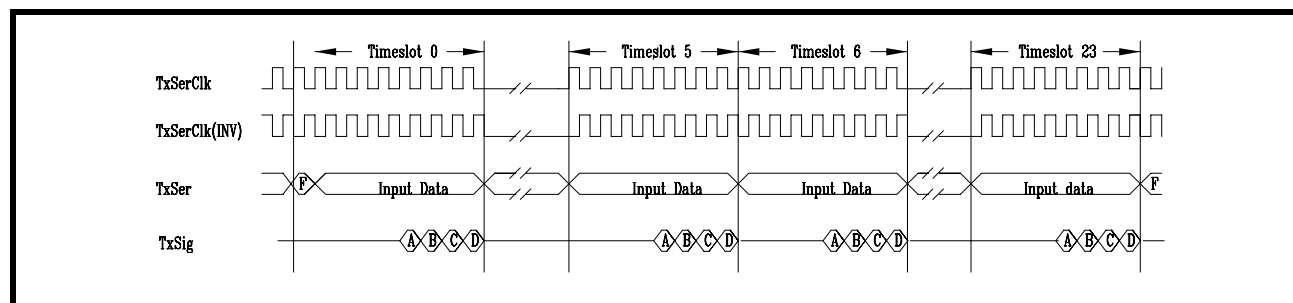 Timeslot 0 Timeslot 5 Timeslot 6 Timeslot 23
TxSerClk
TxSerClk(INV)
TxSer F Input Data Input Data Input Data Input data F
TxSig A B C D A B C D A B C D A B C D